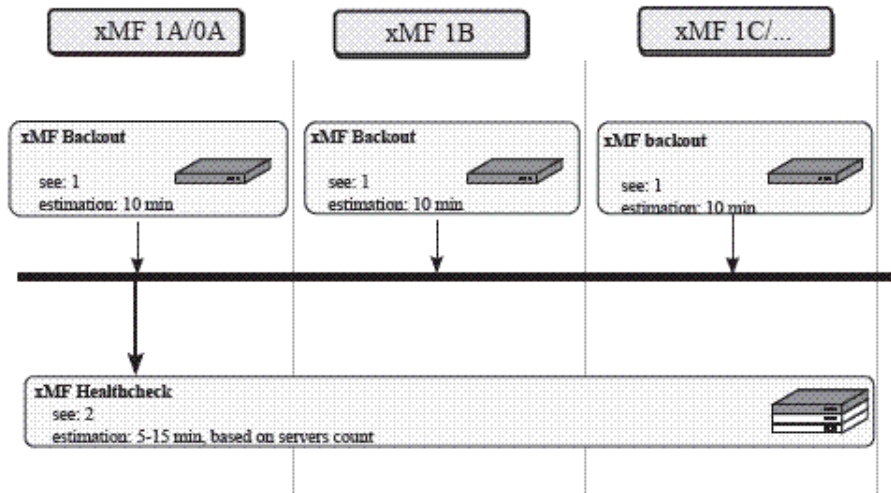 xMF 1A/0A
xMF 1B
xMF 1C/...
xMF Backout
see: 1
estimation: 10 min
xMF Backout
see: 1
estimation: 10 min
xMF backout
see: 1
estimation: 10 min
xMF Healthcheck
see: 2
estimation: 5-15 min, based on servers count